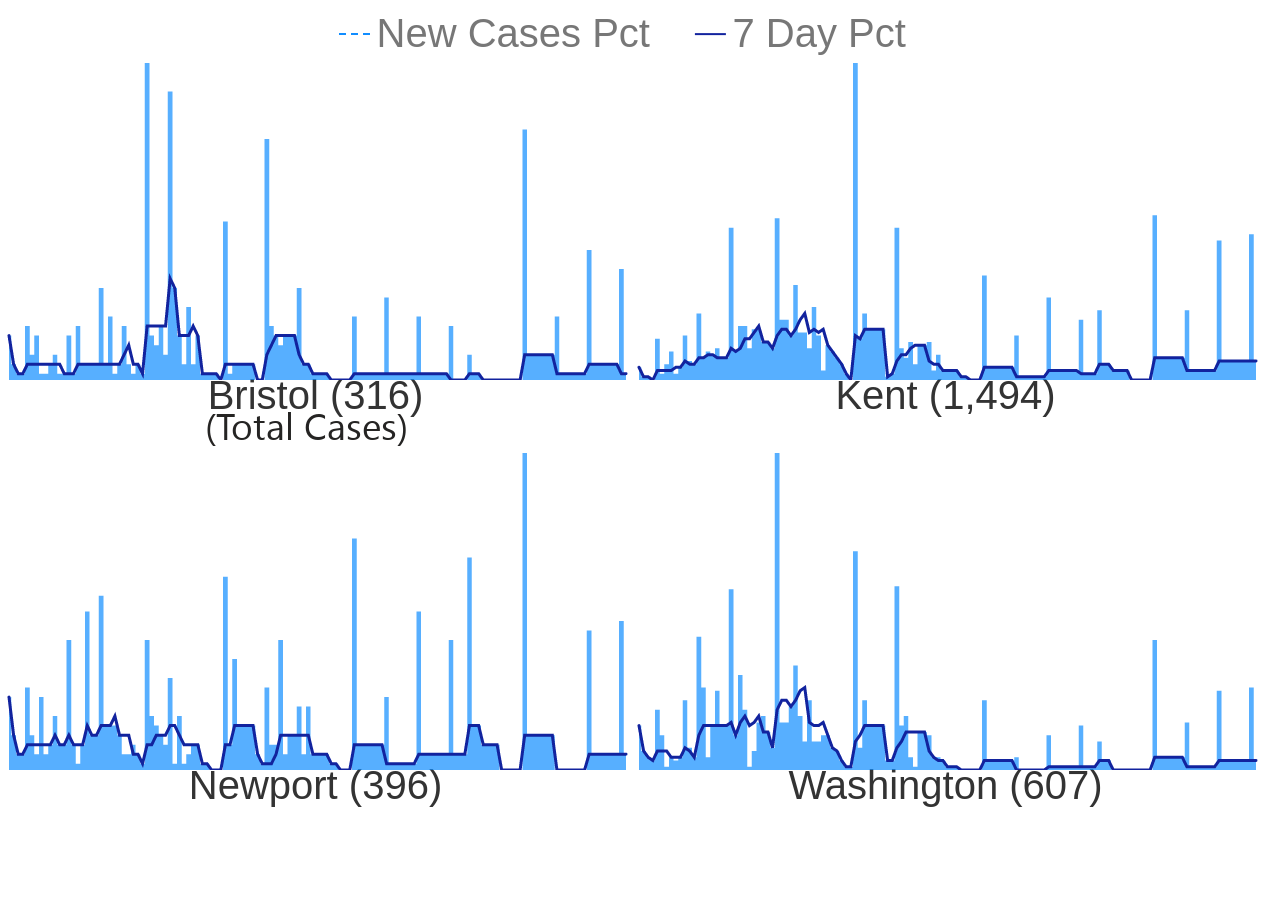 New Cases Pct 7 Day Pct
Bristol (316)
(Total Cases)
Kent (1,494)
Newport (396)
Washington (607)